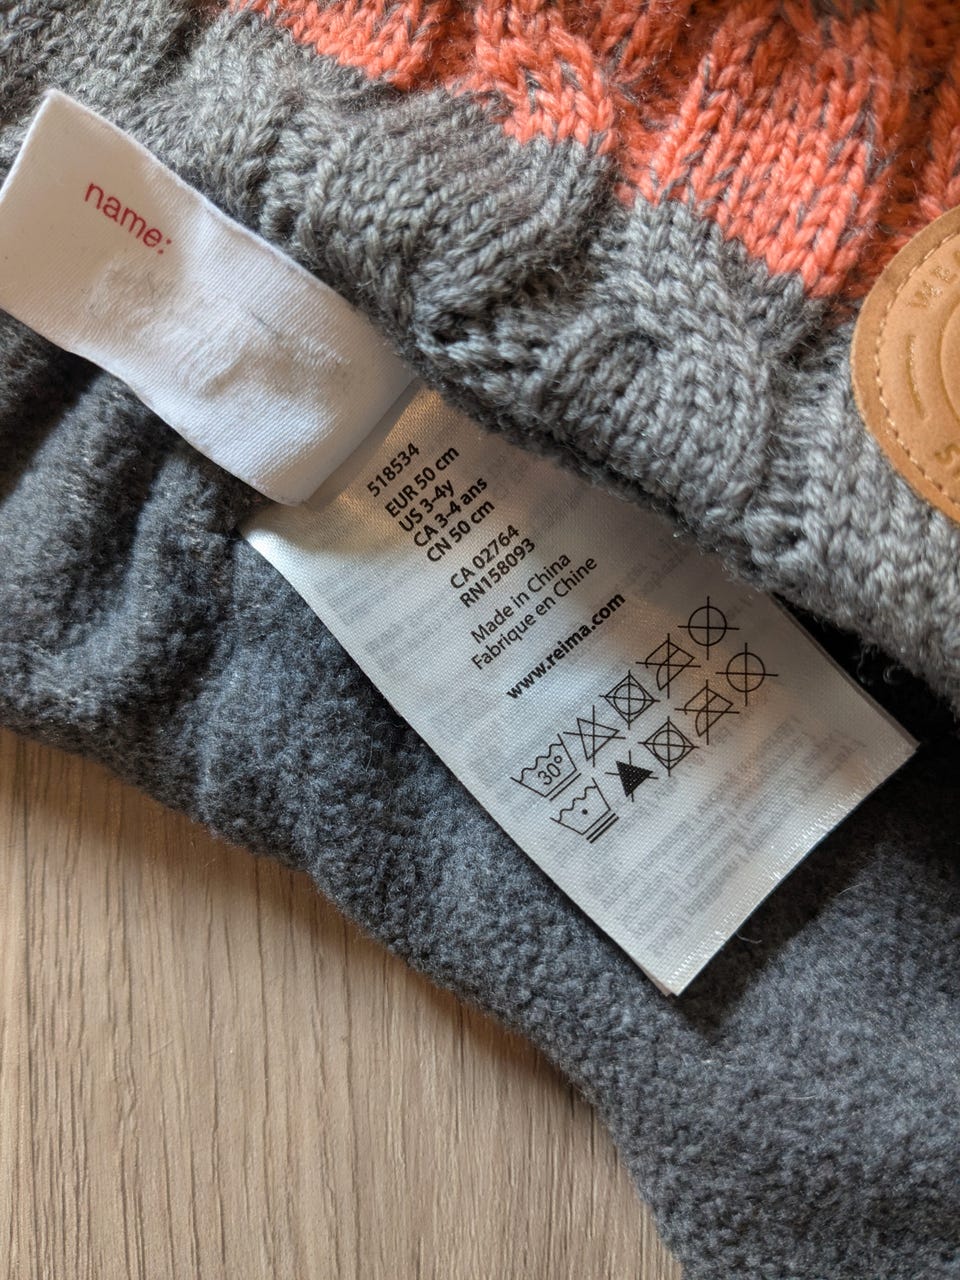 name:
518534
EUR 50 cm
US 3-4y
CA 3-4 ans
CN 50 cm
CA 02764
RN158093
Made in China
Fabrique en Chine
www.reima.com
30°